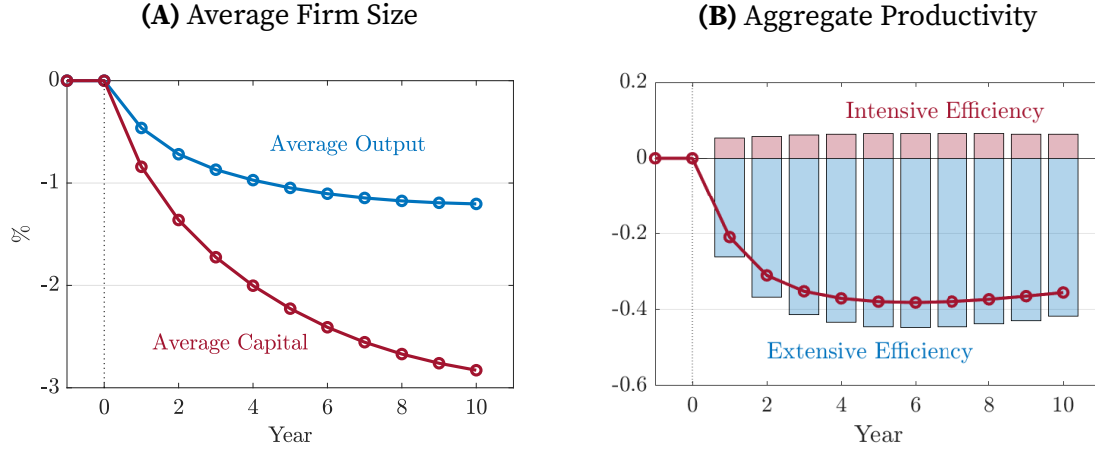 (A) Average Firm Size
0
-1
-2
-3
%
Average Output
Average Capital
0 2 4 6 8 10
Year
(B) Aggregate Productivity
0.2
0
-0.2
-0.4
-0.6
Intensive Efficiency
Extensive Efficiency
0 2 4 6 8 10
Year